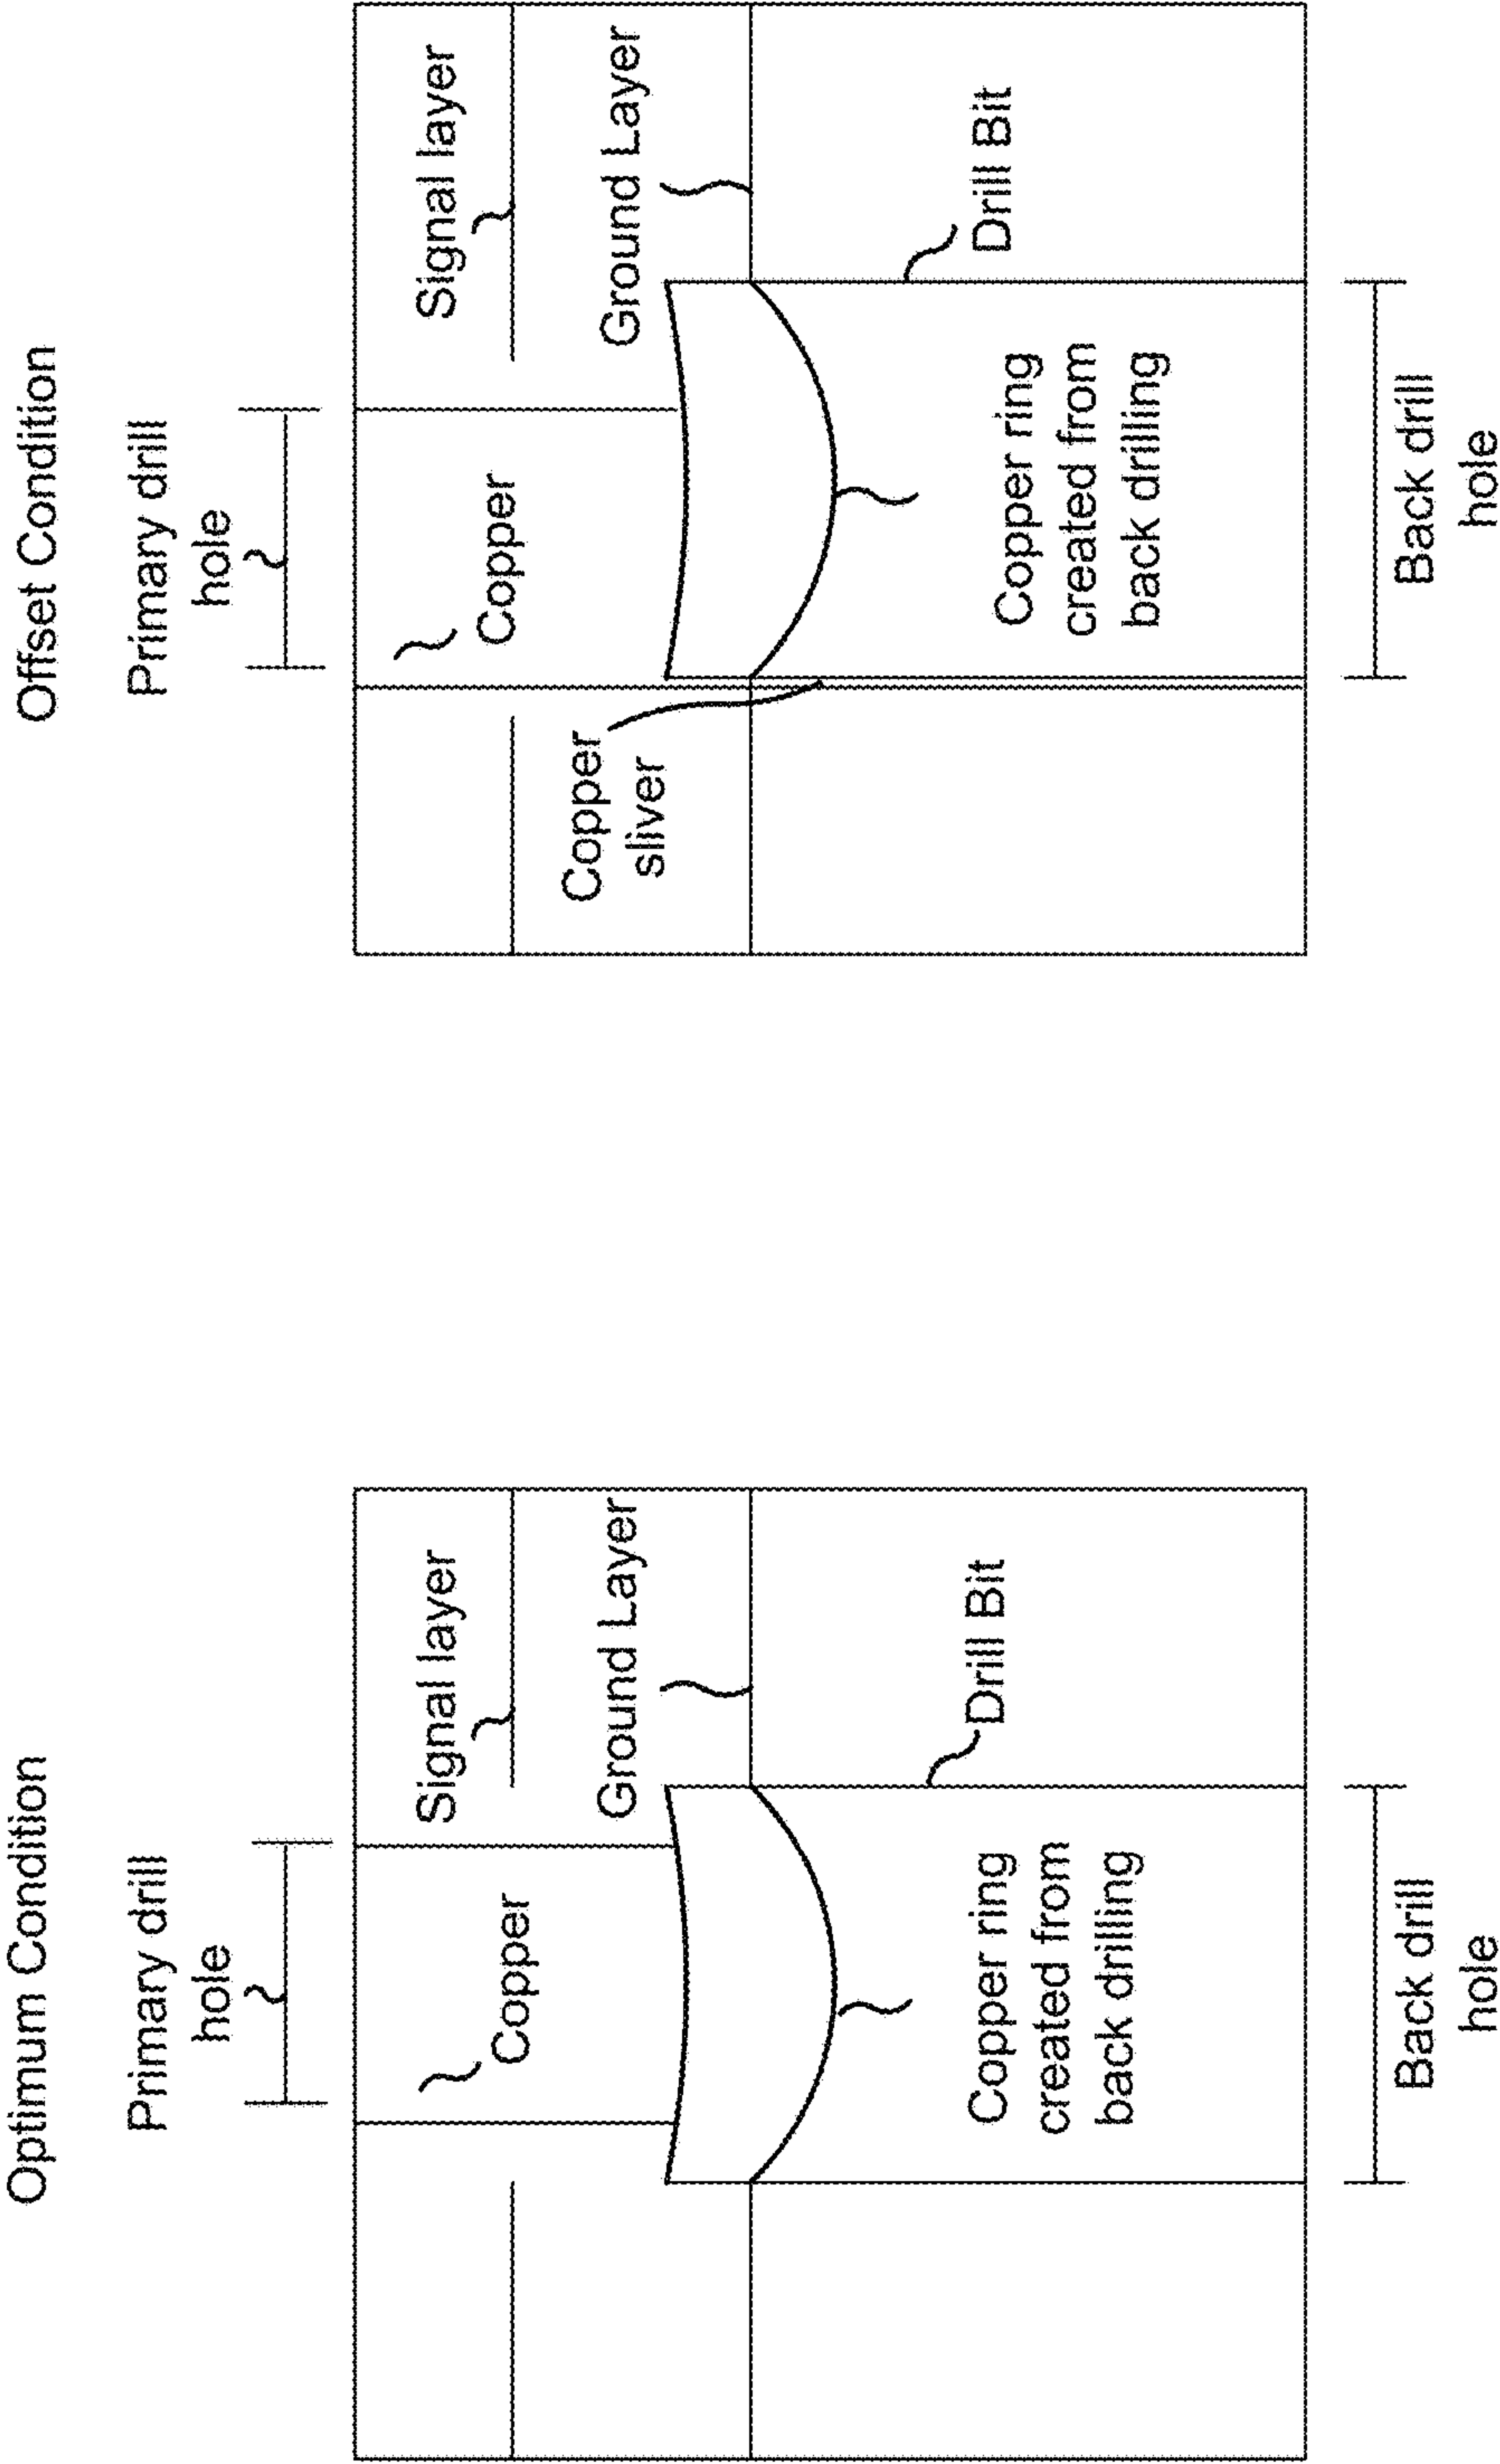 Optimum Condition
Primary drill
hole
Signal layer
Copper
Ground Layer
Drill Bit
Copper ring
created from
back drilling
Back drill
hole
Offset Condition
Primary drill
hole
Signal layer
Copper
Ground Layer
Copper
sliver
Drill Bit
Copper ring
created from
back drilling
Back drill
hole